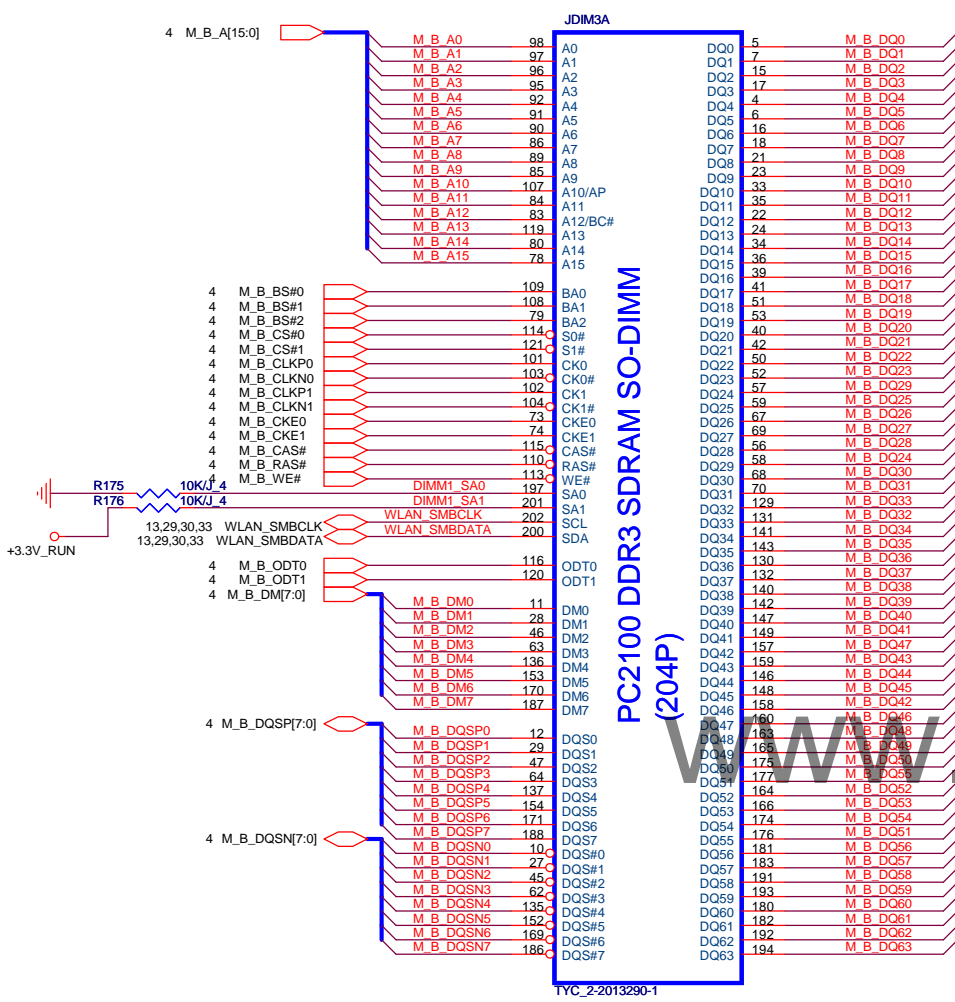 JDIM3A
4 M_B_A[15:0]
M_B_A0 98 A0 DQ0 5 M_B_DQ0
M_B_A1 97 A1 DQ1 7 M_B_DQ1
M_B_A2 96 A2 DQ2 15 M_B_DQ2
M_B_A3 95 A3 DQ3 17 M_B_DQ3
M_B_A4 92 A4 DQ4 4 M_B_DQ4
M_B_A5 91 A5 DQ5 6 M_B_DQ5
M_B_A6 90 A6 DQ6 16 M_B_DQ6
M_B_A7 86 A7 DQ7 18 M_B_DQ7
M_B_A8 89 A8 DQ8 21 M_B_DQ8
M_B_A9 85 A9 DQ9 23 M_B_DQ9
M_B_A10 107 A10/AP DQ10 33 M_B_DQ10
M_B_A11 84 A11 DQ11 35 M_B_DQ11
M_B_A12 83 A12/BC# DQ12 22 M_B_DQ12
M_B_A13 119 A13 DQ13 24 M_B_DQ13
M_B_A14 80 A14 DQ14 34 M_B_DQ14
M_B_A15 78 A15 DQ15 36 M_B_DQ15
DQ16 39 M_B_DQ16
4 M_B_BS#0 109 BA0 DQ17 41 M_B_DQ17
4 M_B_BS#1 108 BA1 DQ18 51 M_B_DQ18
4 M_B_BS#2 79 BA2 DQ19 53 M_B_DQ19
4 M_B_CS#0 114 S0# DQ20 40 M_B_DQ20
4 M_B_CS#1 121 S1# DQ21 42 M_B_DQ21
4 M_B_CLKP0 101 CK0 DQ22 50 M_B_DQ22
4 M_B_CLKN0 103 CK0# DQ23 52 M_B_DQ23
4 M_B_CLKP1 102 CK1 DQ24 57 M_B_DQ29
4 M_B_CLKN1 104 CK1# DQ25 59 M_B_DQ25
4 M_B_CKE0 73 CKE0 DQ26 67 M_B_DQ26
4 M_B_CKE1 74 CKE1 DQ27 69 M_B_DQ27
4 M_B_CAS# 115 CAS# DQ28 56 M_B_DQ28
4 M_B_RAS# 110 RAS# DQ29 58 M_B_DQ24
4 M_B_WE# 113 WE# DQ30 68 M_B_DQ30
R175 10K/J_4 DIMM1_SA0 197 SA0 DQ31 70 M_B_DQ31
R176 10K/J_4 DIMM1_SA1 201 SA1 DQ32 129 M_B_DQ33
13,29,30,33 WLAN_SMBCLK WLAN_SMBCLK 202 SCL DQ33 131 M_B_DQ32
13,29,30,33 WLAN_SMBDATA WLAN_SMBDATA 200 SDA DQ34 141 M_B_DQ34
+3.3V_RUN
DQ35 143 M_B_DQ35
4 M_B_ODT0 116 ODT0 DQ36 130 M_B_DQ36
4 M_B_ODT1 120 ODT1 DQ37 132 M_B_DQ37
4 M_B_DM[7:0] DQ38 140 M_B_DQ38
M_B_DM0 11 DM0 DQ39 142 M_B_DQ39
M_B_DM1 28 DM1 DQ40 147 M_B_DQ40
M_B_DM2 46 DM2 DQ41 149 M_B_DQ41
M_B_DM3 63 DM3 DQ42 157 M_B_DQ47
M_B_DM4 136 DM4 DQ43 159 M_B_DQ43
M_B_DM5 153 DM5 DQ44 146 M_B_DQ44
M_B_DM6 170 DM6 DQ45 148 M_B_DQ45
M_B_DM7 187 DM7 DQ46 158 M_B_DQ42
DQ47 160 M_B_DQ46
4 M_B_DQSP[7:0]
M_B_DQSP0 12 DQS0 DQ48 163 M_B_DQ48
M_B_DQSP1 29 DQS1 DQ49 165 M_B_DQ49
M_B_DQSP2 47 DQS2 DQ50 175 M_B_DQ50
M_B_DQSP3 64 DQS3 DQ51 177 M_B_DQ55
M_B_DQSP4 137 DQS4 DQ52 164 M_B_DQ52
M_B_DQSP5 154 DQS5 DQ53 166 M_B_DQ53
M_B_DQSP6 171 DQS6 DQ54 174 M_B_DQ54
M_B_DQSP7 188 DQS7 DQ55 176 M_B_DQ51
4 M_B_DQSN[7:0]
M_B_DQSN0 10 DQS#0 DQ56 181 M_B_DQ56
M_B_DQSN1 27 DQS#1 DQ57 183 M_B_DQ57
M_B_DQSN2 45 DQS#2 DQ58 191 M_B_DQ58
M_B_DQSN3 62 DQS#3 DQ59 193 M_B_DQ59
M_B_DQSN4 135 DQS#4 DQ60 180 M_B_DQ60
M_B_DQSN5 152 DQS#5 DQ61 182 M_B_DQ61
M_B_DQSN6 169 DQS#6 DQ62 192 M_B_DQ62
M_B_DQSN7 186 DQS#7 DQ63 194 M_B_DQ63
PC2100 DDR3 SDRAM SO-DIMM
(204P)
www.
TYC_2-2013290-1